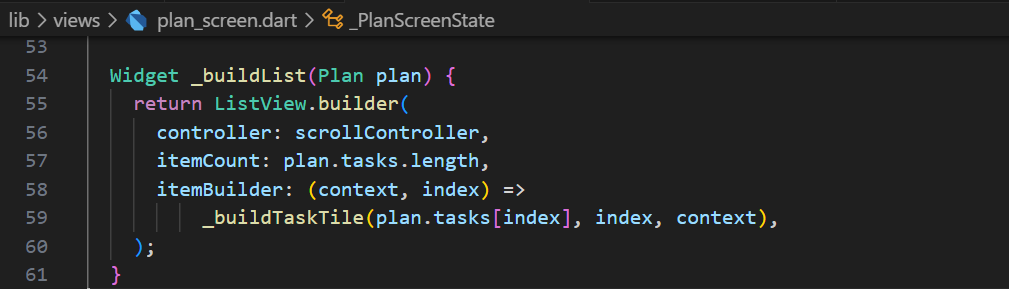 lib > views > plan_screen.dart > _PlanScreenState
53
54 Widget _buildList(Plan plan) {
55 return ListView.builder(
56 controller: scrollController,
57 itemCount: plan.tasks.length,
58 itemBuilder: (context, index) =>
59 _buildTaskTile(plan.tasks[index], index, context),
60 );
61 }